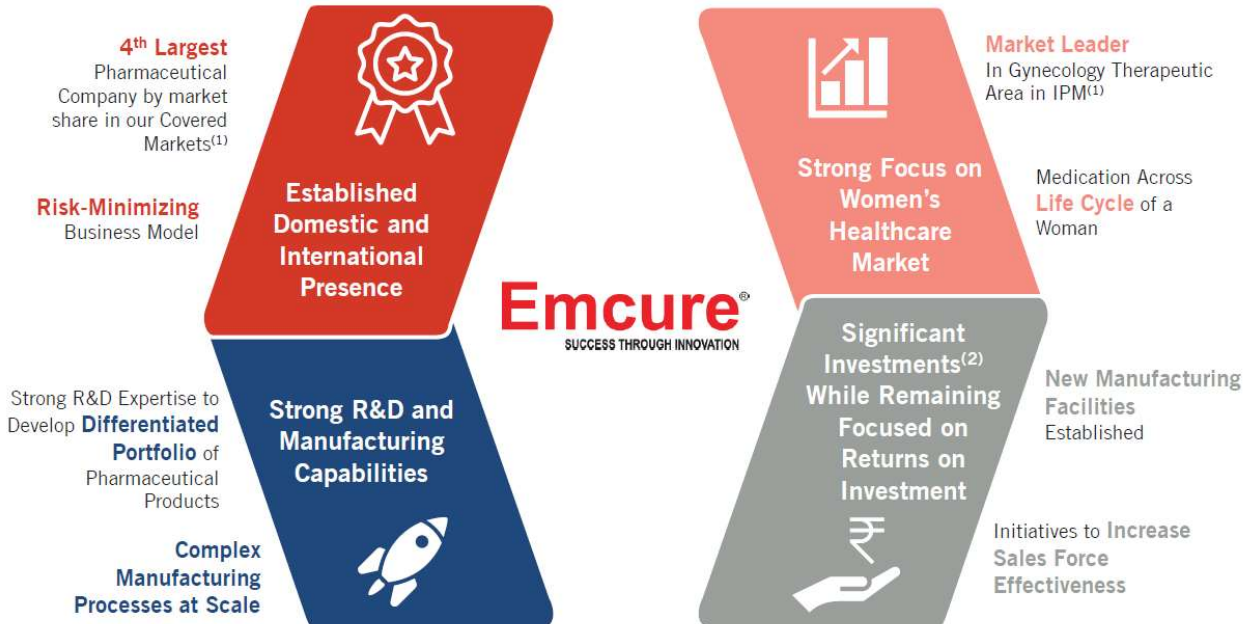 4th Largest
Pharmaceutical
Company by market
share in our Covered
Markets(1)
Risk-Minimizing
Business Model
Established
Domestic and
International
Presence
Strong Focus on
Women's
Healthcare
Market
Market Leader
In Gynecology Therapeutic
Area in IPM(1)
Medication Across
Life Cycle of a
Woman
Emcure®
SUCCESS THROUGH INNOVATION
Strong R&D Expertise to
Develop Differentiated
Portfolio of
Pharmaceutical
Products
Complex
Manufacturing
Processes at Scale
Strong R&D and
Manufacturing
Capabilities
Significant
Investments(2)
While Remaining
Focused on
Returns on
Investment
₹
New Manufacturing
Facilities
Established
Initiatives to Increase
Sales Force
Effectiveness